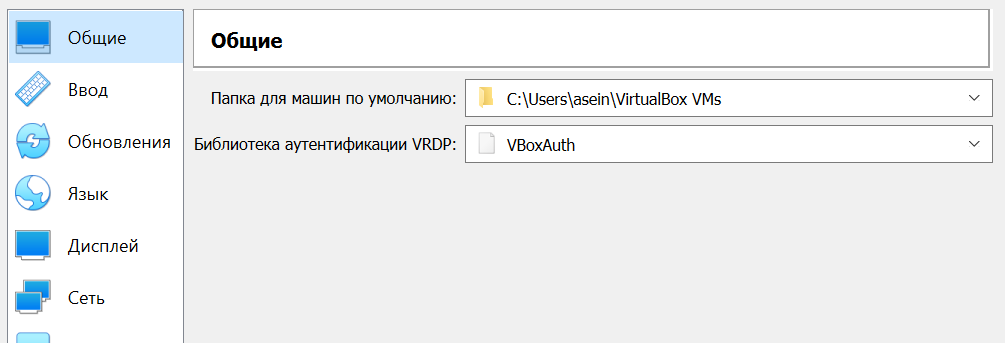 Общие
Ввод
Обновления
Язык
Дисплей
Сеть
Общие
Папка для машин по умолчанию: C:\Users\asein\VirtualBox VMs
Библиотека аутентификации VRDP: VBoxAuth